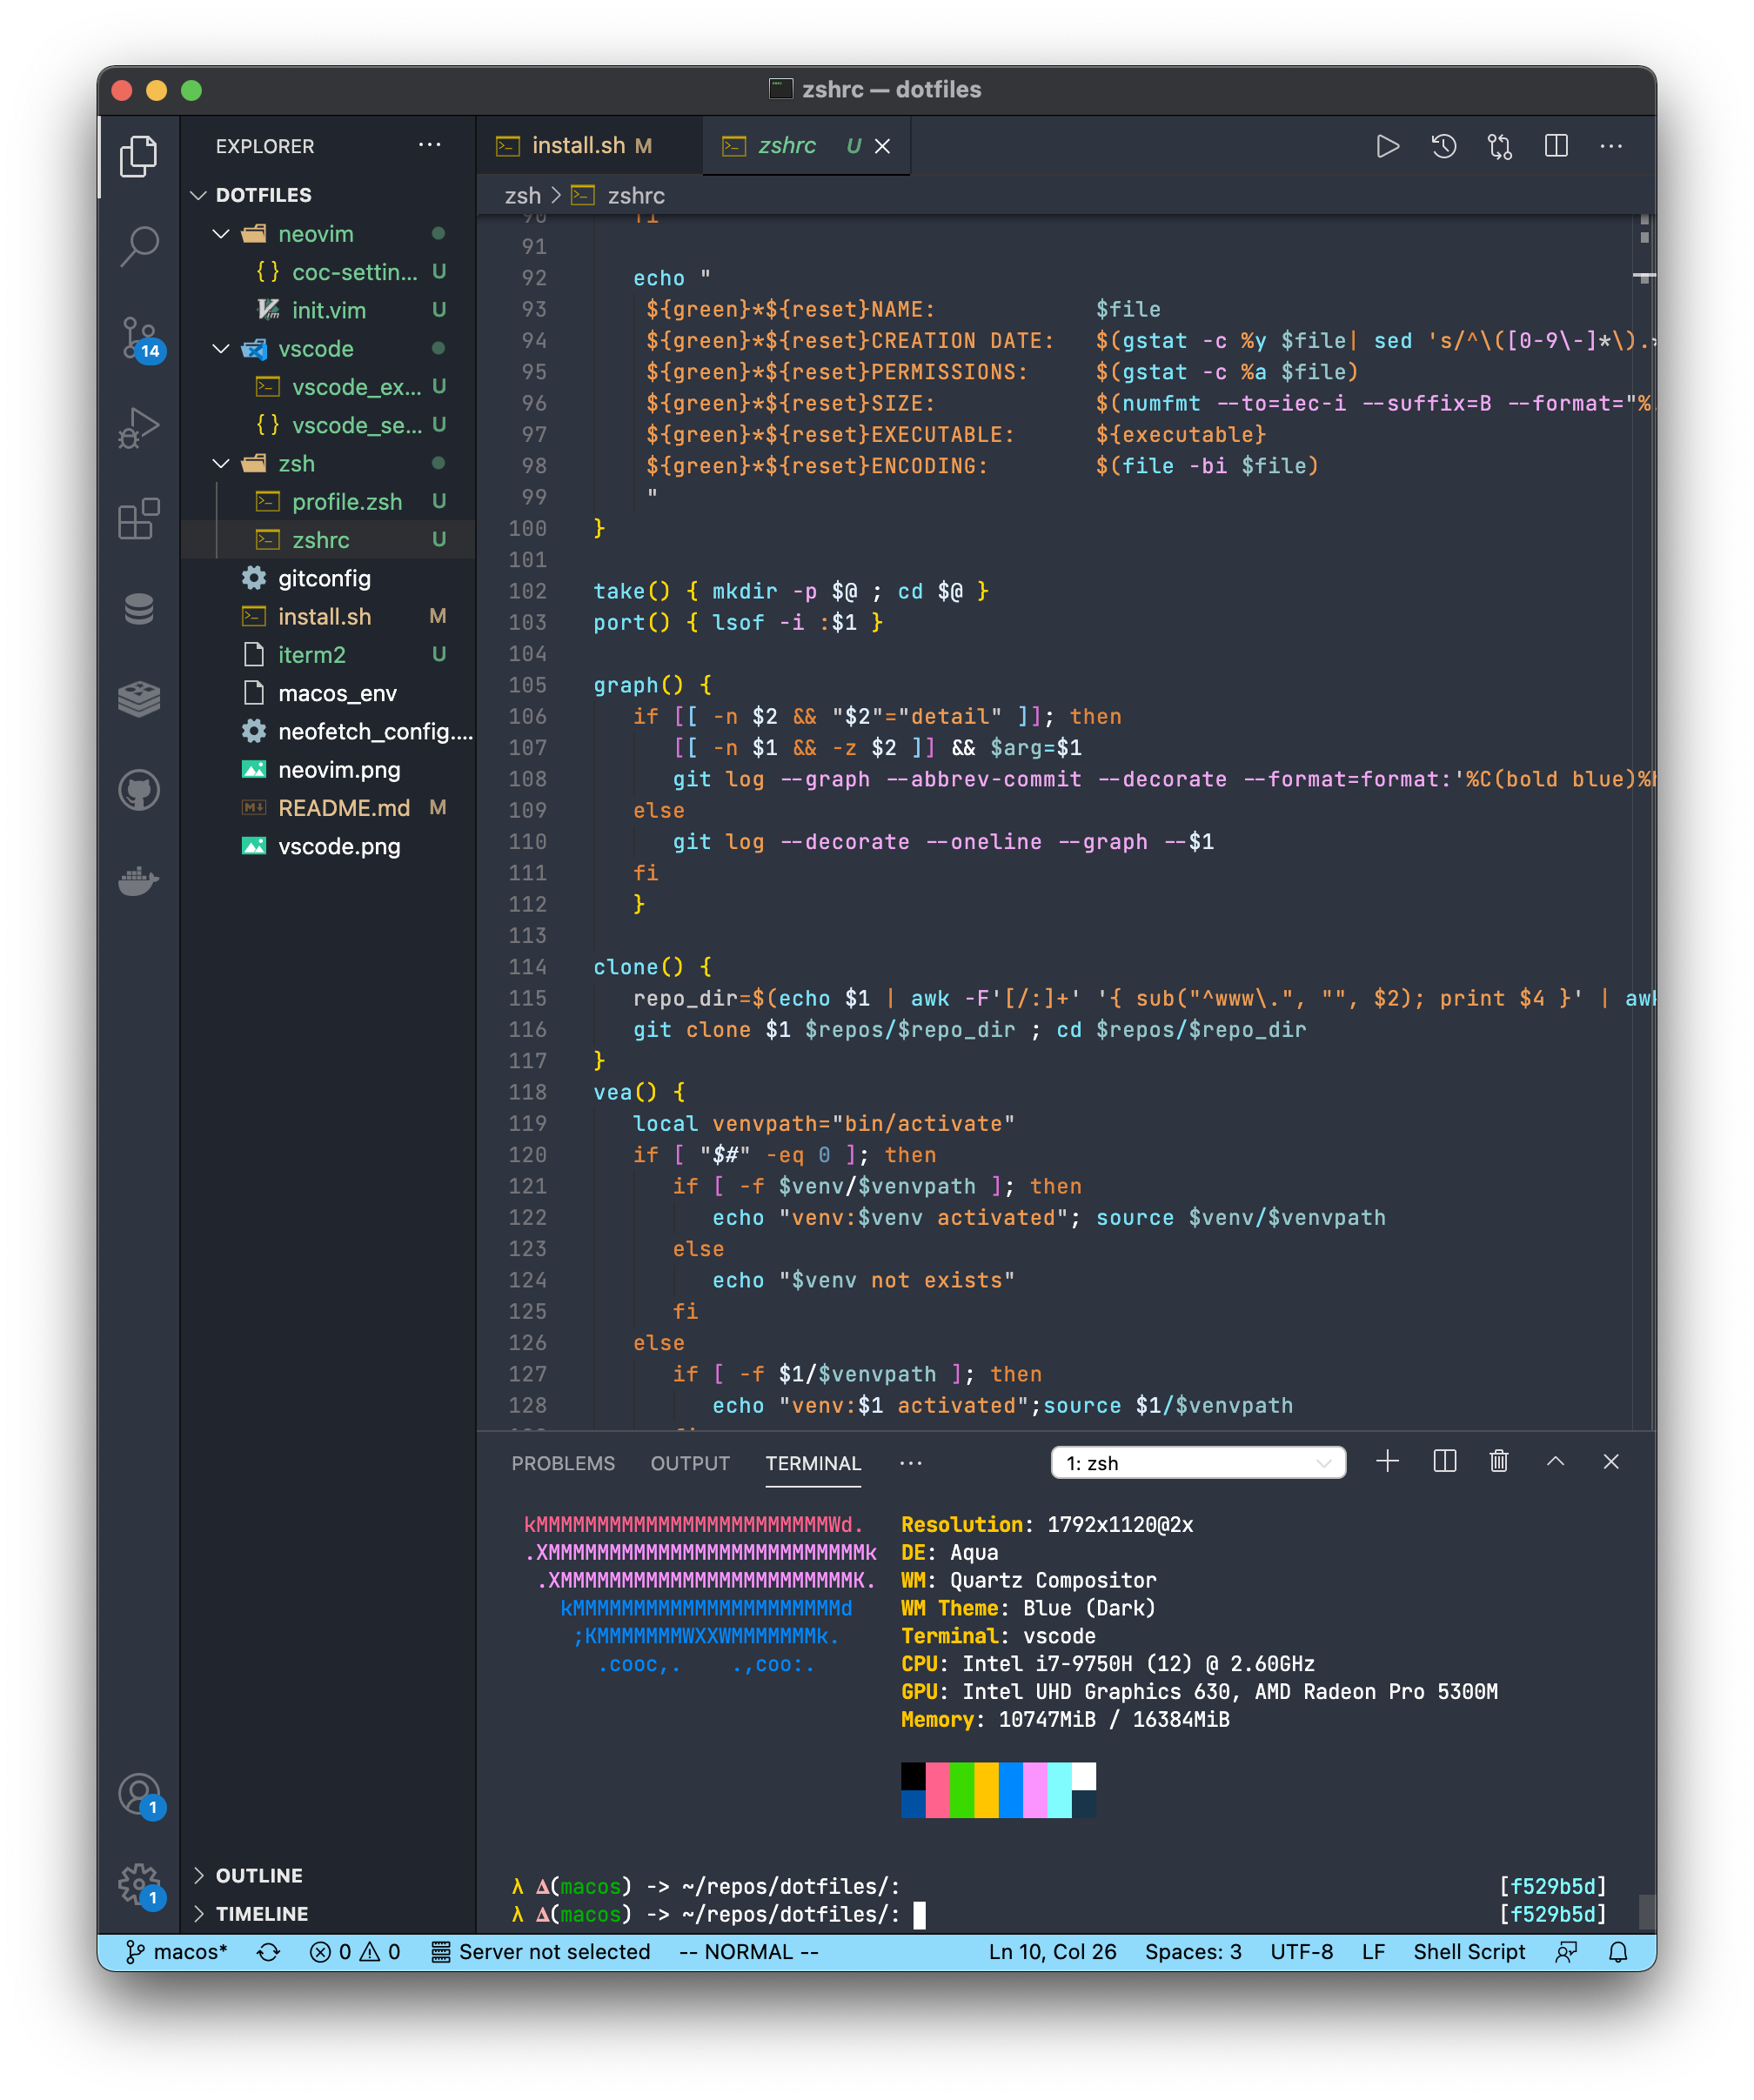 zshrc — dotfiles
EXPLORER
install.sh M
zshrc U
DOTFILES
zsh > zshrc
neovim
coc-settin... U
init.vim U
vscode
vscode_ex... U
vscode_se... U
zsh
profile.zsh U
zshrc U
gitconfig
install.sh M
iterm2 U
macos_env
neofetch_config....
neovim.png
README.md M
vscode.png
OUTLINE
TIMELINE
14
1
1
90 fi
91
92 echo "
93 ${green}*${reset}NAME: $file
94 ${green}*${reset}CREATION DATE: $(gstat -c %y $file| sed 's/^\([0-9\-]*\).*
95 ${green}*${reset}PERMISSIONS: $(gstat -c %a $file)
96 ${green}*${reset}SIZE: $(numfmt --to=iec-i --suffix=B --format="%.
97 ${green}*${reset}EXECUTABLE: ${executable}
98 ${green}*${reset}ENCODING: $(file -bi $file)
99 "
100 }
101
102 take() { mkdir -p $@ ; cd $@ }
103 port() { lsof -i :$1 }
104
105 graph() {
106 if [[ -n $2 && "$2"="detail" ]]; then
107 [[ -n $1 && -z $2 ]] && $arg=$1
108 git log --graph --abbrev-commit --decorate --format=format:'%C(bold blue)%h
109 else
110 git log --decorate --oneline --graph --$1
111 fi
112 }
113
114 clone() {
115 repo_dir=$(echo $1 | awk -F'[/:]+' '{ sub("^www\.", "", $2); print $4 }' | awk
116 git clone $1 $repos/$repo_dir ; cd $repos/$repo_dir
117 }
118 vea() {
119 local venvpath="bin/activate"
120 if [ "$#" -eq 0 ]; then
121 if [ -f $venv/$venvpath ]; then
122 echo "venv:$venv activated"; source $venv/$venvpath
123 else
124 echo "$venv not exists"
125 fi
126 else
127 if [ -f $1/$venvpath ]; then
128 echo "venv:$1 activated";source $1/$venvpath
PROBLEMS OUTPUT TERMINAL 1: zsh
kMMMMMMMMMMMMMMMMMMMMMMMMWd. Resolution: 1792x1120@2x
.XMMMMMMMMMMMMMMMMMMMMMMMMMMk DE: Aqua
.XMMMMMMMMMMMMMMMMMMMMMMMMK. WM: Quartz Compositor
kMMMMMMMMMMMMMMMMMMMMMMd WM Theme: Blue (Dark)
;KMMMMMMMWXXWMMMMMMMk. Terminal: vscode
.cooc,. .,coo:. CPU: Intel i7-9750H (12) @ 2.60GHz
GPU: Intel UHD Graphics 630, AMD Radeon Pro 5300M
Memory: 10747MiB / 16384MiB
λ Δ(macos) -> ~/repos/dotfiles/: [f529b5d]
λ Δ(macos) -> ~/repos/dotfiles/: [f529b5d]
macos* 0 0 Server not selected -- NORMAL -- Ln 10, Col 26 Spaces: 3 UTF-8 LF Shell Script